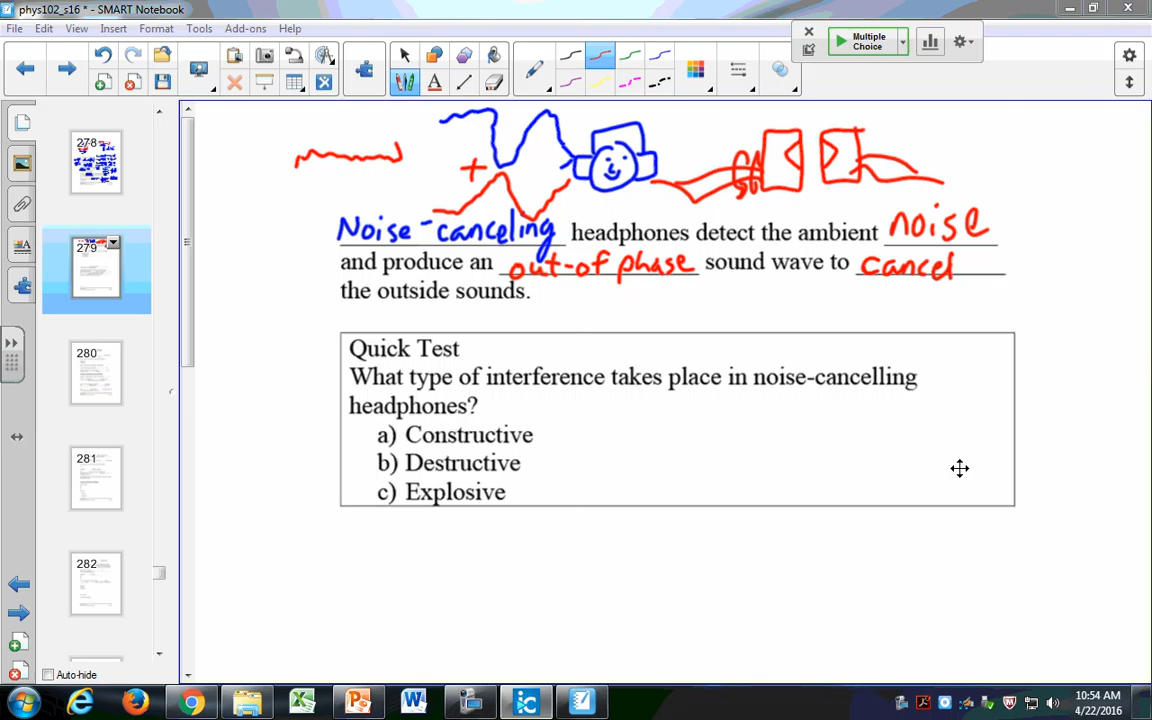 phys102_s16 * - SMART Notebook
File Edit View Insert Format Tools Add-ons Help
Multiple
Choice
278
279
280
281
282
Noise-canceling headphones detect the ambient noise
and produce an out-of phase sound wave to cancel
the outside sounds.
Quick Test
What type of interference takes place in noise-cancelling
headphones?
a) Constructive
b) Destructive
c) Explosive
Auto-hide
10:54 AM
4/22/2016